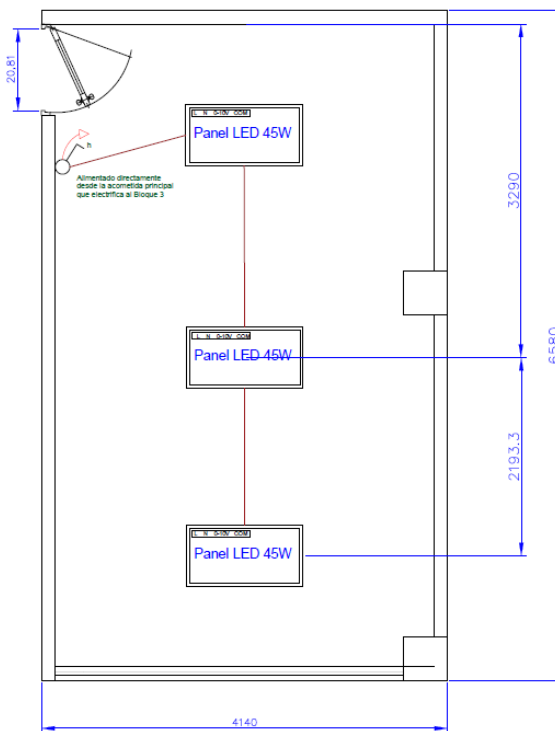 20.81
L N 0-10V COM
Panel LED 45W
h
Alimentado directamente
desde la acometida principal
que electrifica al Bloque 3
3290
L N 0-10V COM
Panel LED 45W
6580
2193.3
L N 0-10V COM
Panel LED 45W
4140